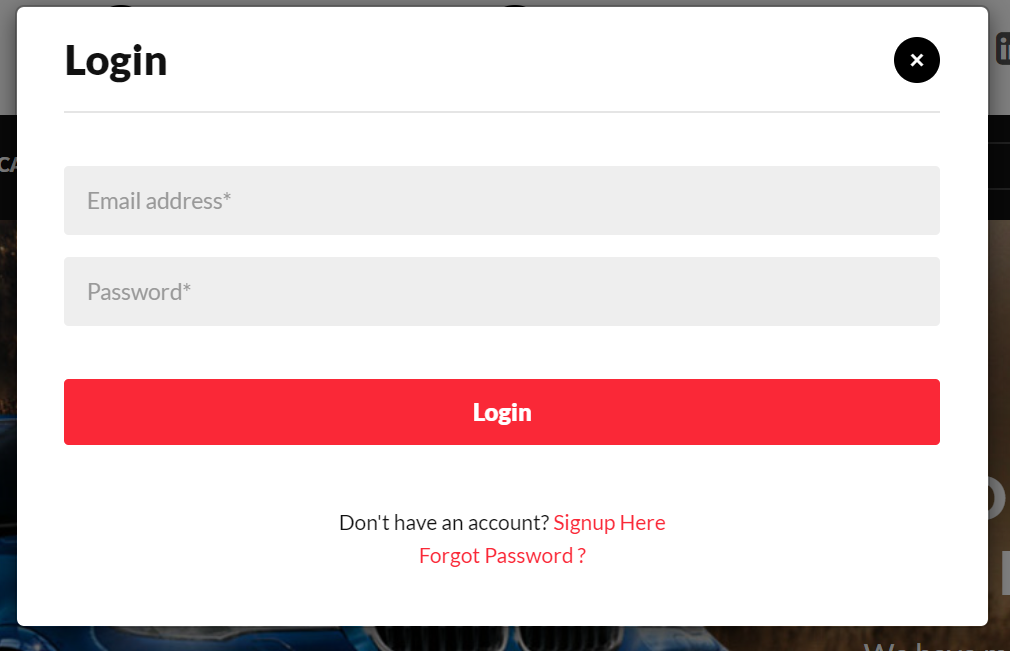 Login
Email address*
Password*
Login
Don't have an account? Signup Here
Forgot Password ?